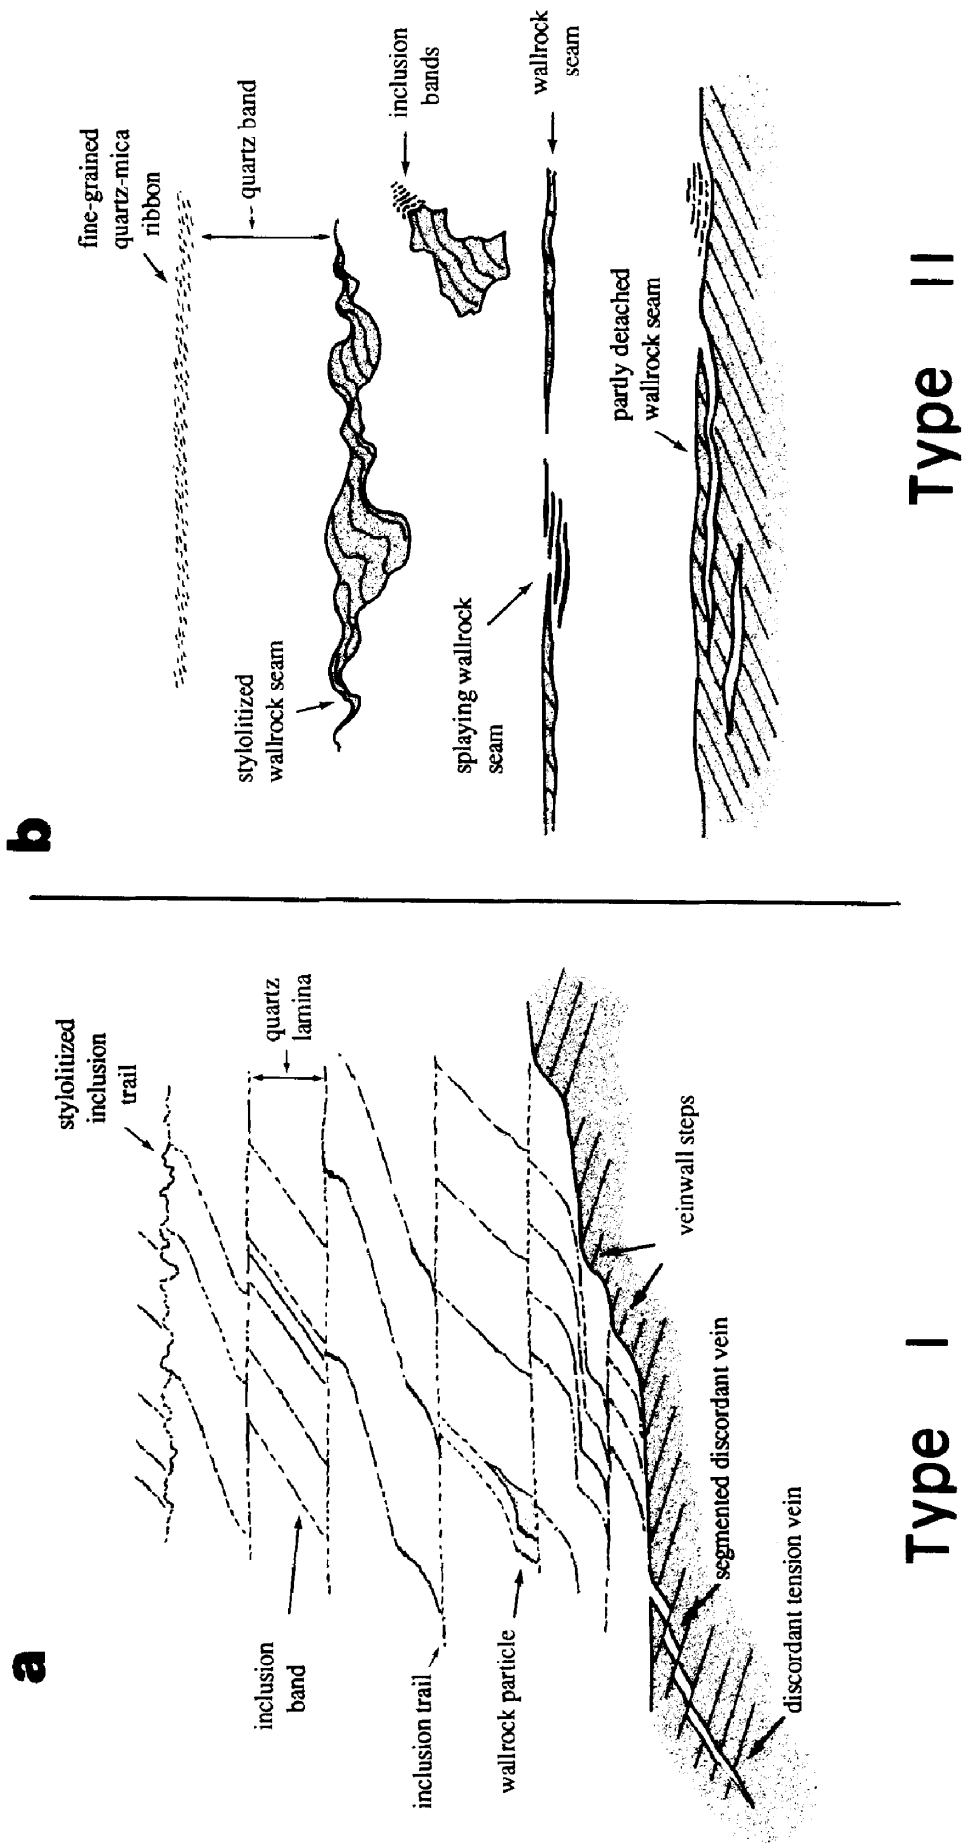 a
stylolitized
inclusion
trail
quartz
lamina
inclusion
band
inclusion trail
wallrock particle
veinwall steps
segmented discordant vein
discordant tension vein
Type I
b
fine-grained
quartz-mica
ribbon
quartz band
stylolitized
wallrock seam
inclusion
bands
splaying wallrock
seam
wallrock
seam
partly detached
wallrock seam
Type II